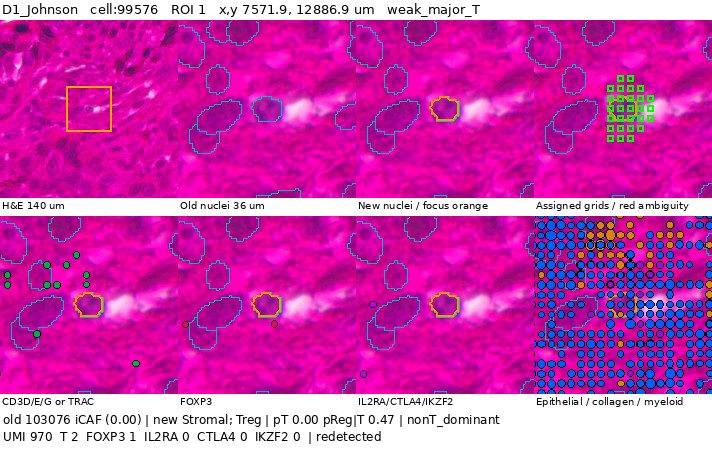 D1_Johnson   cell:99576   ROI 1   x,y 7571.9, 12886.9 um   weak_major_T
H&E 140 um
Old nuclei 36 um
New nuclei / focus orange
Assigned grids / red ambiguity
CD3D/E/G or TRAC
FOXP3
IL2RA/CTLA4/IKZF2
Epithelial / collagen / myeloid
old 103076 iCAF (0.00) | new Stromal; Treg | pT 0.00 pReg|T 0.47 | nonT_dominant
UMI 970  T 2  FOXP3 1  IL2RA 0  CTLA4 0  IKZF2 0  | redetected